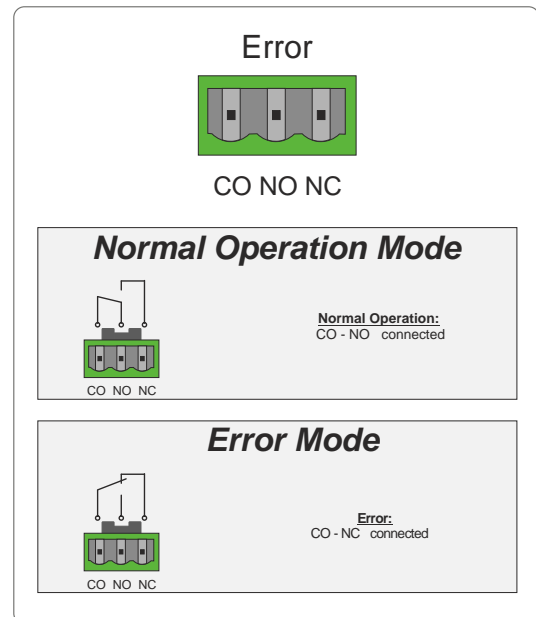 Error
CO NO NC
Normal Operation Mode
Normal Operation:
CO - NO connected
CO NO NC
Error Mode
Error:
CO - NC connected
CO NO NC